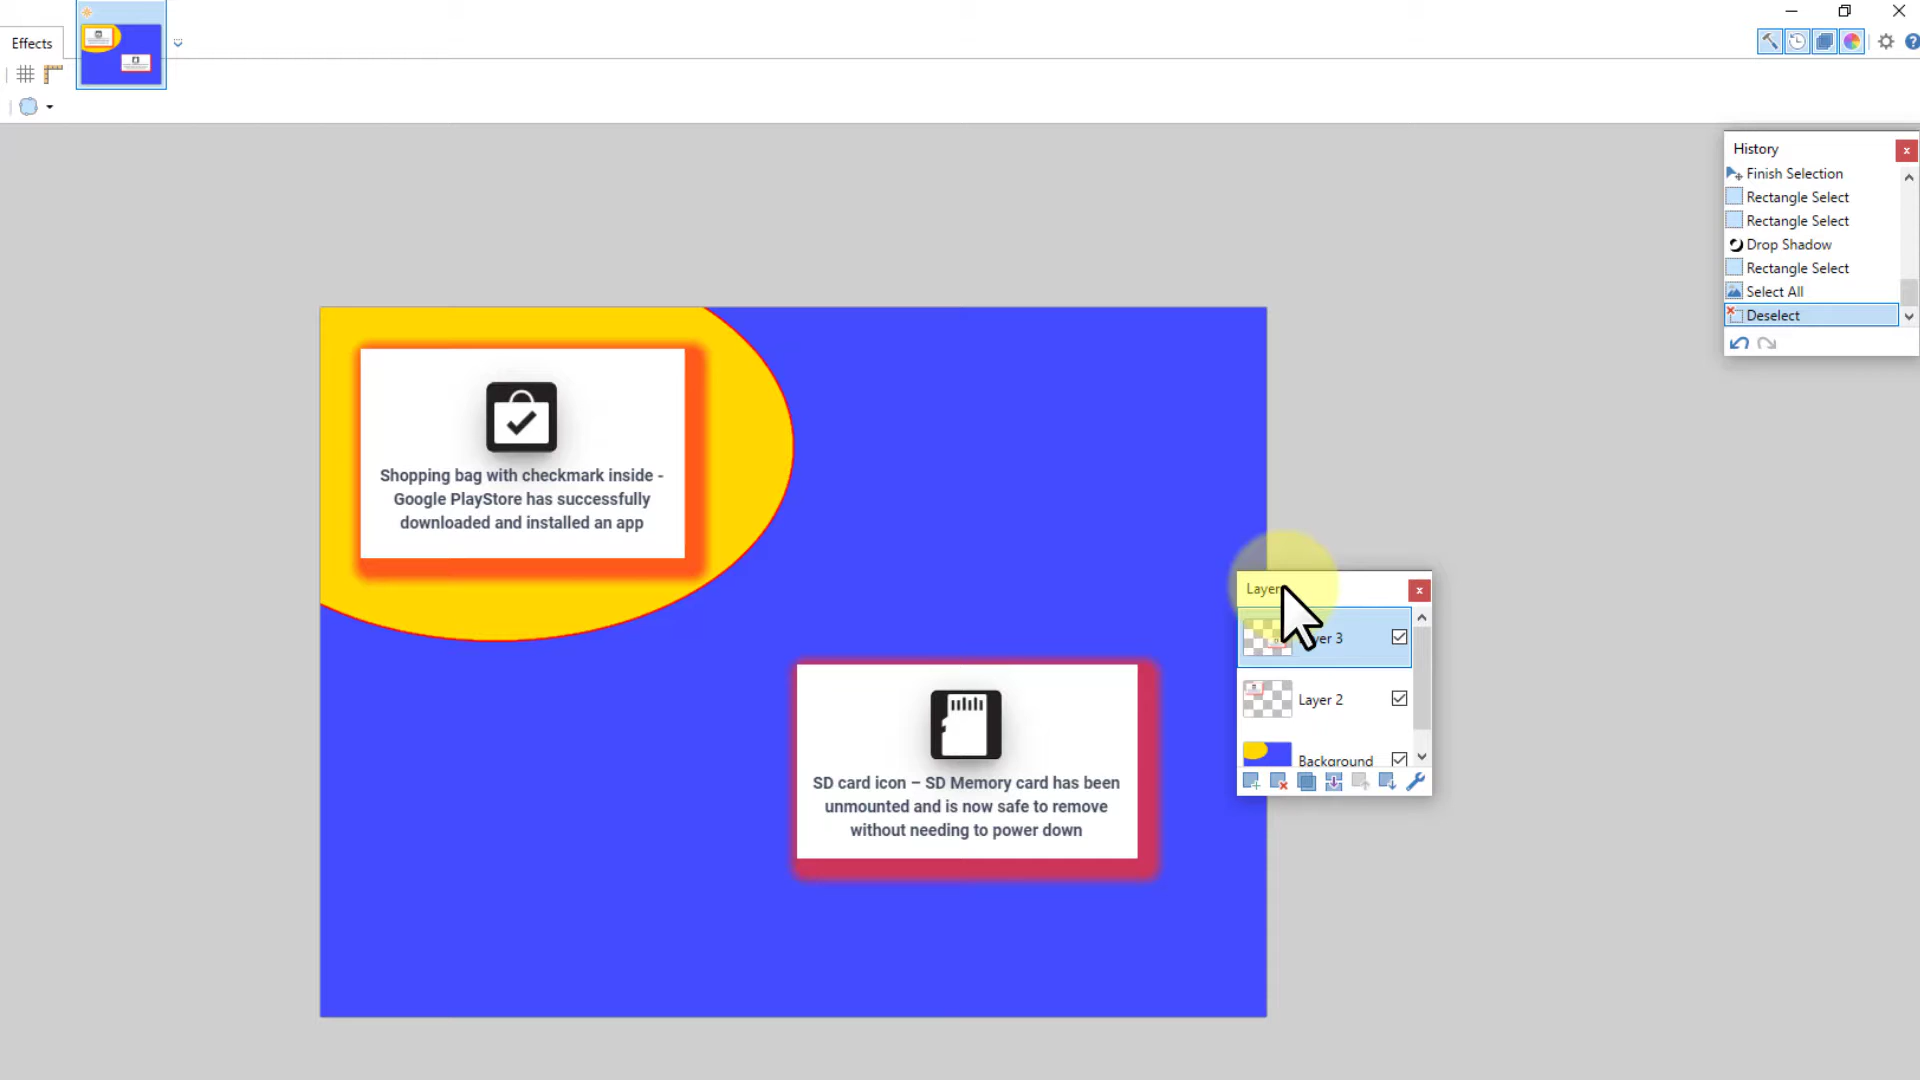 Effects
History
Finish Selection
Rectangle Select
Rectangle Select
Drop Shadow
Rectangle Select
Select All
Deselect
Shopping bag with checkmark inside -
Google PlayStore has successfully
downloaded and installed an app
SD card icon – SD Memory card has been
unmounted and is now safe to remove
without needing to power down
Layer 2
Background